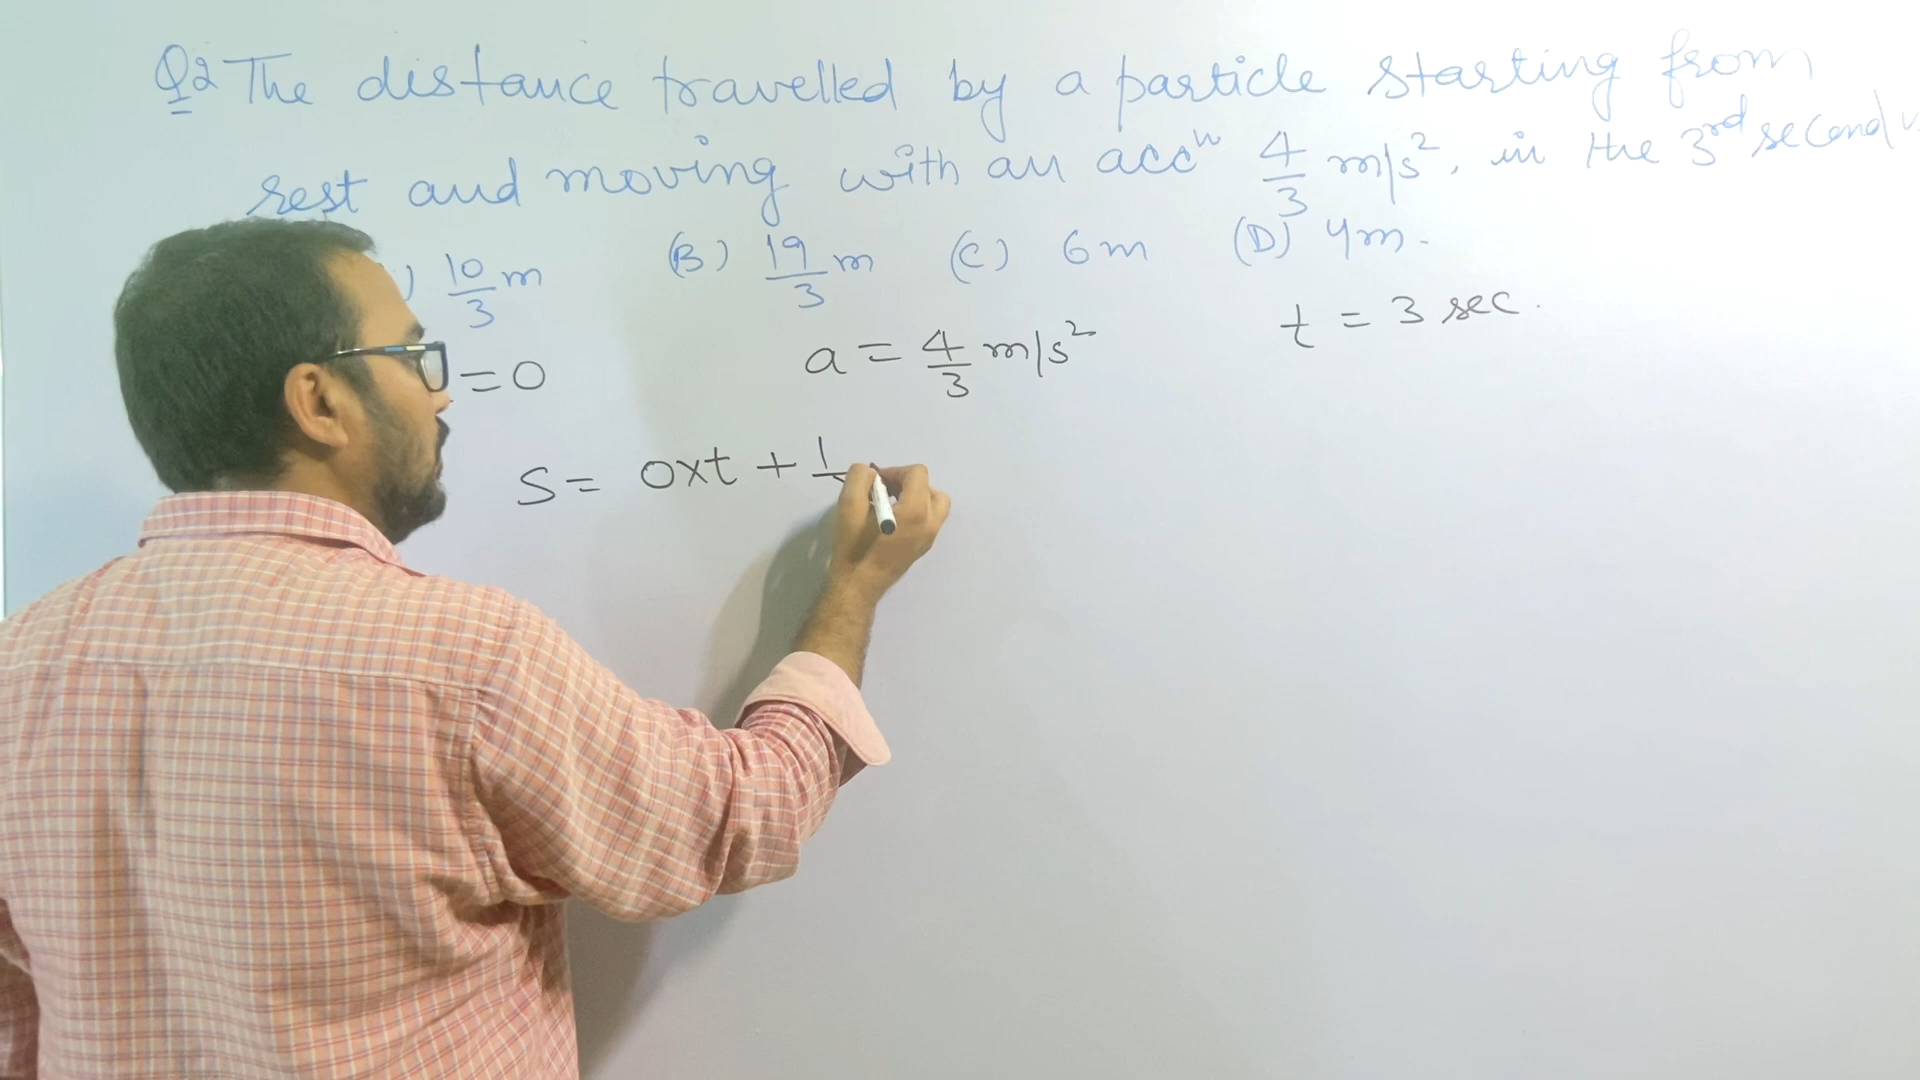 Q2 The distance travelled by a particle starting from
rest and moving with an accⁿ 4/3 m/s², in the 3rd second
) 10/3 m (B) 19/3 m (C) 6m (D) 4m.
=0 a = 4/3 m/s² t = 3 sec.
S = 0xt + 1